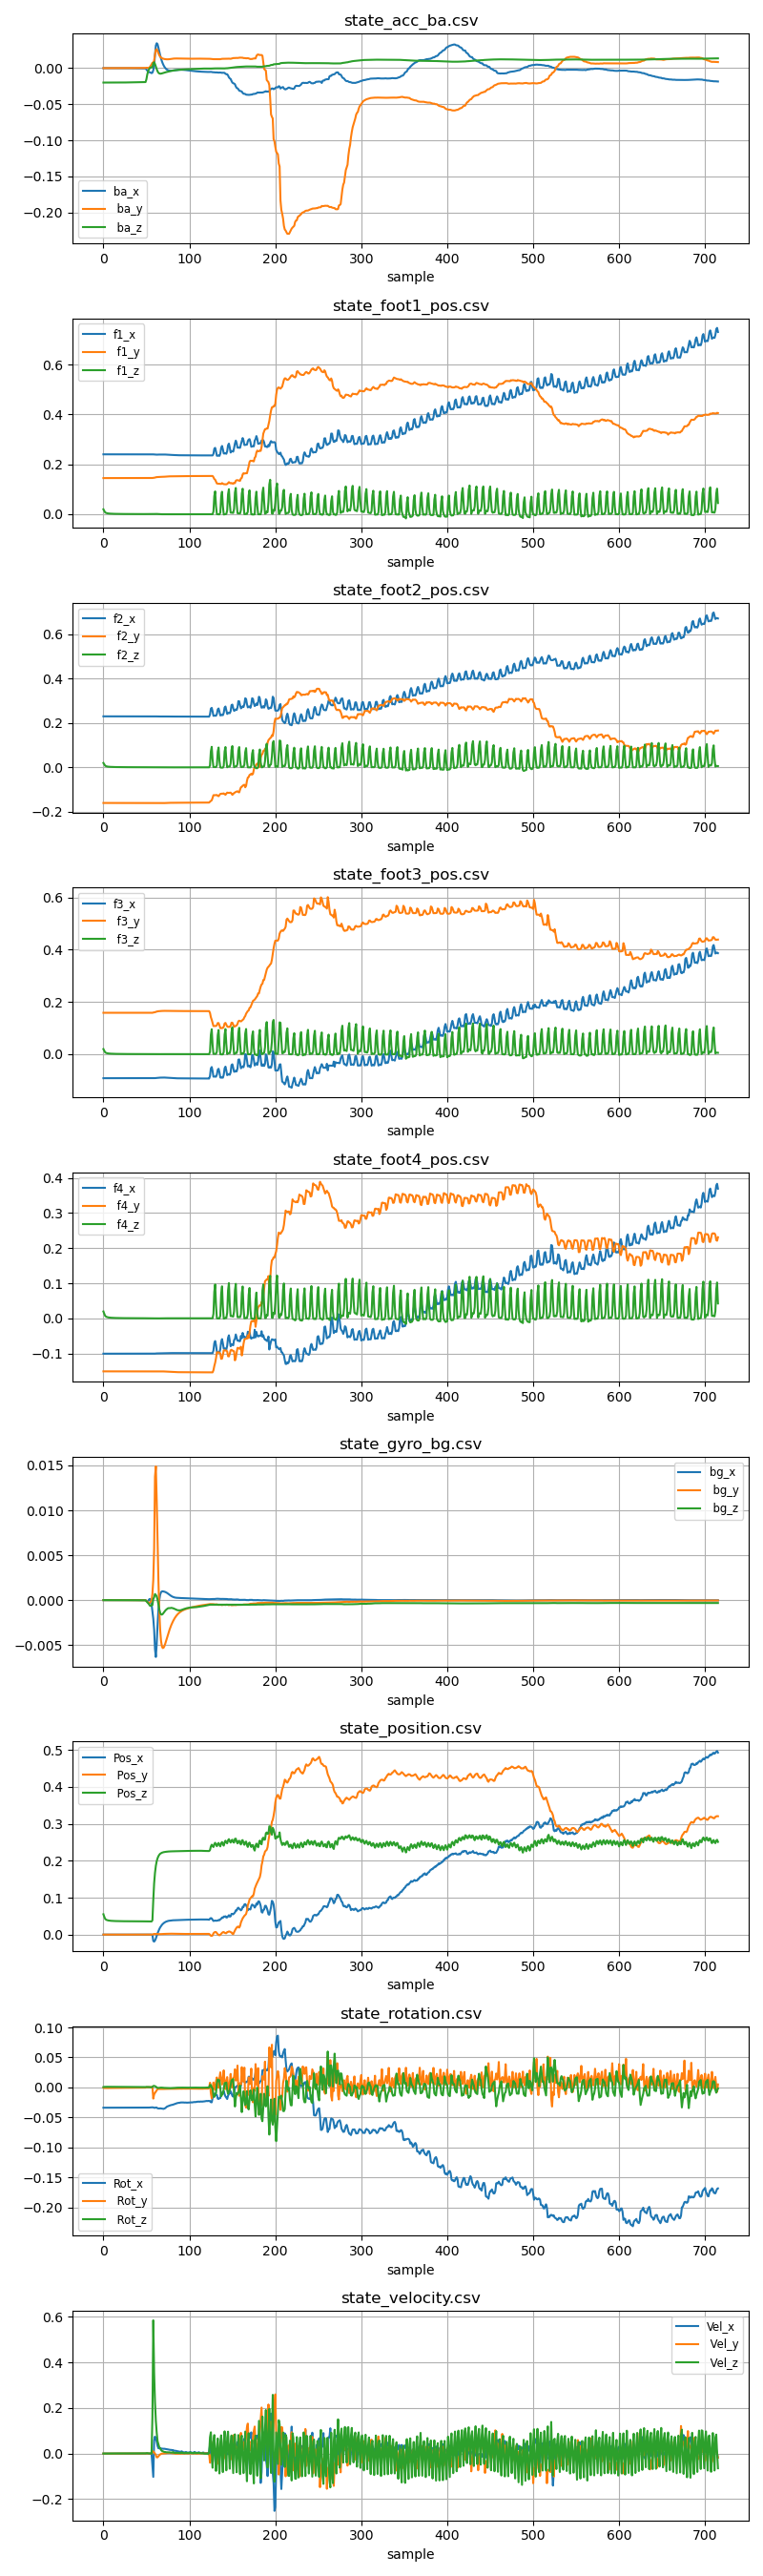 state_acc_ba.csv
0.00
−0.05
−0.10
−0.15
−0.20
ba_x
ba_y
ba_z
0 100 200 300 400 500 600 700
sample
state_foot1_pos.csv
0.6
0.4
0.2
0.0
f1_x
f1_y
f1_z
0 100 200 300 400 500 600 700
sample
state_foot2_pos.csv
0.6
0.4
0.2
0.0
−0.2
f2_x
f2_y
f2_z
0 100 200 300 400 500 600 700
sample
state_foot3_pos.csv
0.6
0.4
0.2
0.0
f3_x
f3_y
f3_z
0 100 200 300 400 500 600 700
sample
state_foot4_pos.csv
0.4
0.3
0.2
0.1
0.0
−0.1
f4_x
f4_y
f4_z
0 100 200 300 400 500 600 700
sample
state_gyro_bg.csv
0.015
0.010
0.005
0.000
−0.005
bg_x
bg_y
bg_z
0 100 200 300 400 500 600 700
sample
state_position.csv
0.5
0.4
0.3
0.2
0.1
0.0
Pos_x
Pos_y
Pos_z
0 100 200 300 400 500 600 700
sample
state_rotation.csv
0.10
0.05
0.00
−0.05
−0.10
−0.15
−0.20
Rot_x
Rot_y
Rot_z
0 100 200 300 400 500 600 700
sample
state_velocity.csv
0.6
0.4
0.2
0.0
−0.2
Vel_x
Vel_y
Vel_z
0 100 200 300 400 500 600 700
sample